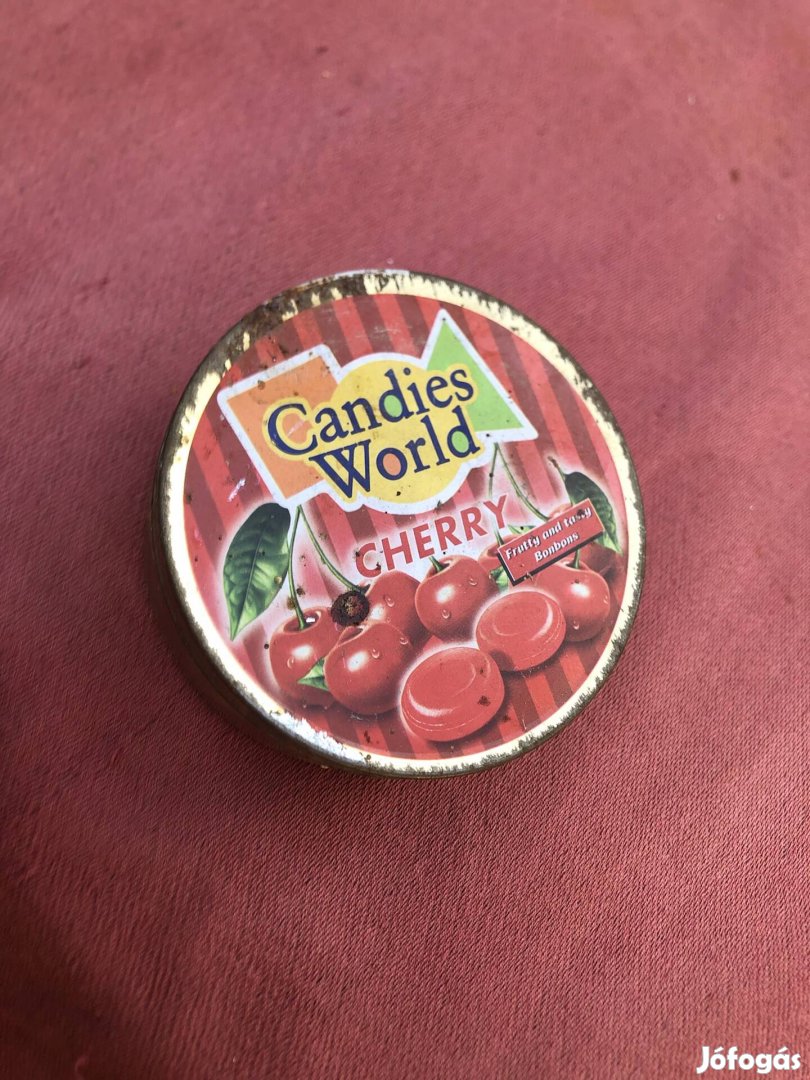 Candies
World
CHERRY
Fruity and tasty
Bonbons
Jófogás